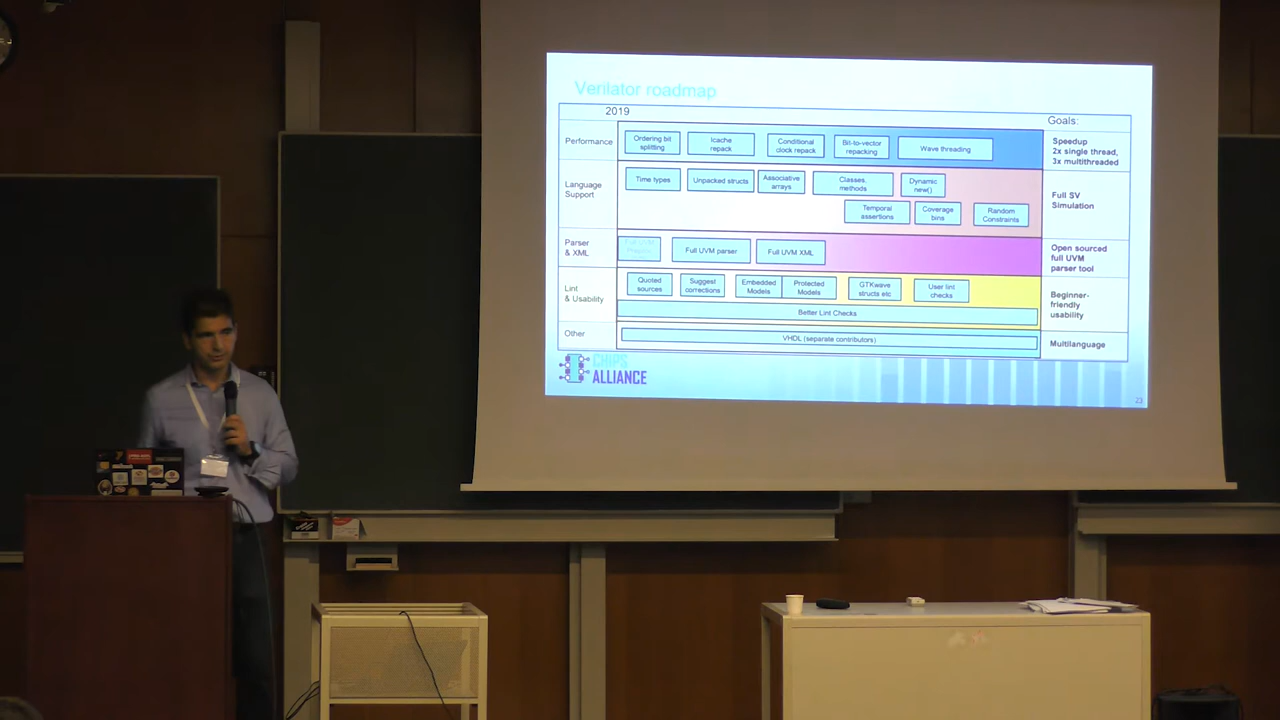 Verilator roadmap
2019
Goals:
Performance
Ordering bit
splitting
Icache
repack
Conditional
clock repack
Bit-to-vector
repacking
Wave threading
Speedup
2x single thread,
3x multithreaded
Language
Support
Time types
Unpacked structs
Associative
arrays
Classes,
methods
Dynamic
new()
Temporal
assertions
Coverage
bins
Random
Constraints
Full SV
Simulation
Parser
& XML
Full UVM
Full UVM parser
Full UVM XML
Open sourced
full UVM
parser tool
Lint
& Usability
Quoted
sources
Suggest
corrections
Embedded
Models
Protected
Models
GTKwave
structs etc
User lint
checks
Better Lint Checks
Beginner-
friendly
usability
Other
VHDL (separate contributors)
Multilanguage
CHIPS
ALLIANCE
23